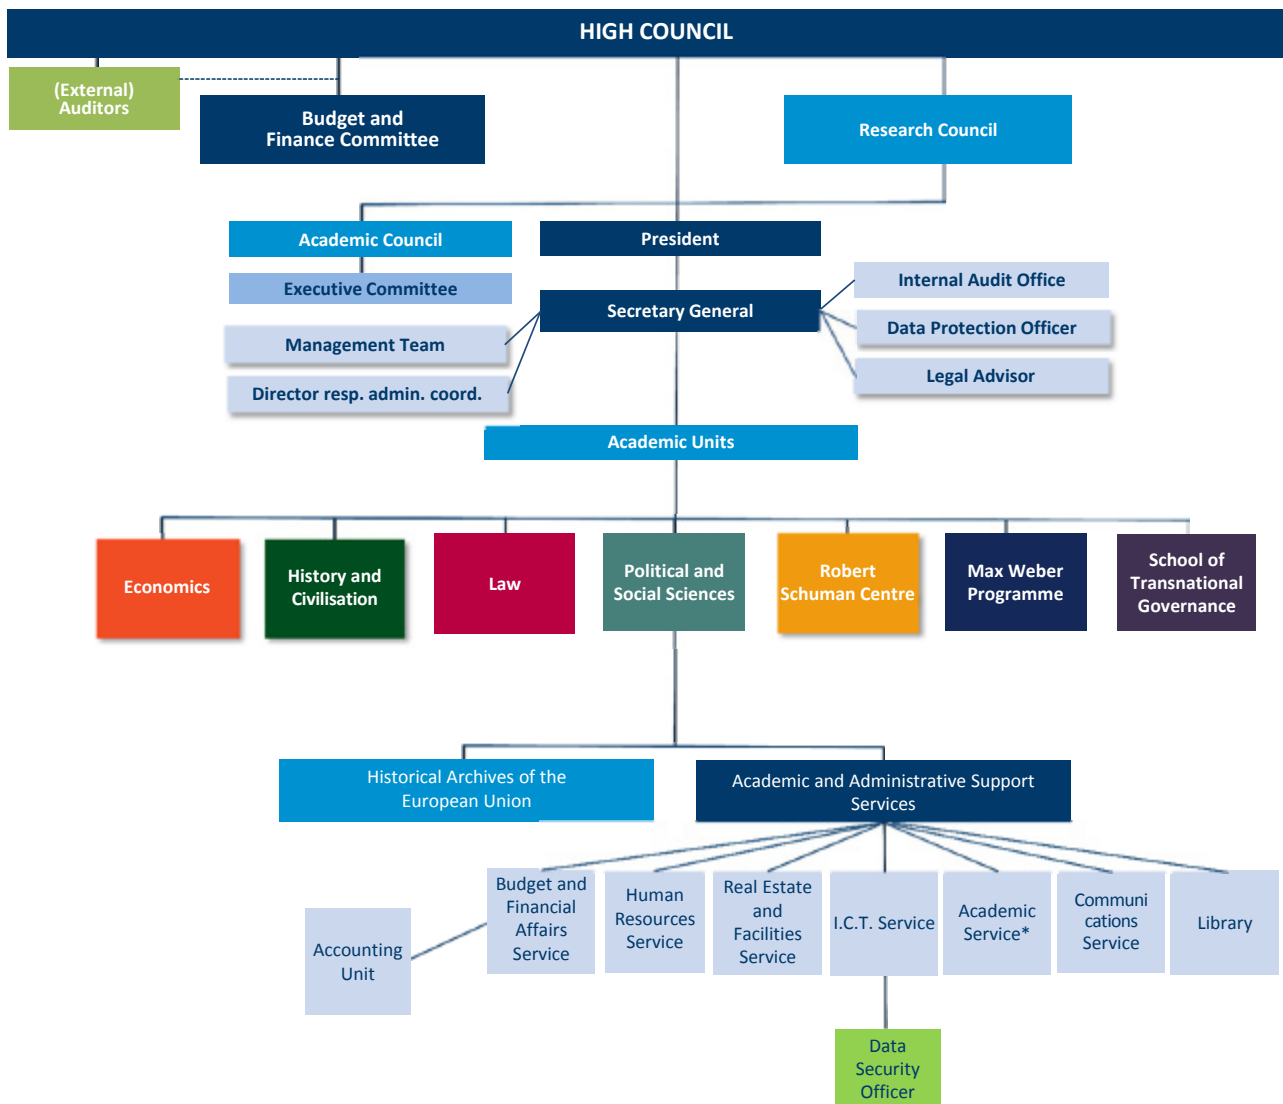 HIGH COUNCIL
(External)
Auditors
Budget and
Finance Committee
Research Council
Academic Council
President
Executive Committee
Secretary General
Internal Audit Office
Management Team
Data Protection Officer
Director resp. admin. coord.
Legal Advisor
Academic Units
Economics
History and
Civilisation
Law
Political and
Social Sciences
Robert
Schuman Centre
Max Weber
Programme
School of
Transnational
Governance
Historical Archives of the
European Union
Academic and Administrative Support
Services
Accounting
Unit
Budget and
Financial
Affairs
Service
Human
Resources
Service
Real Estate
and
Facilities
Service
I.C.T. Service
Academic
Service*
Communi
cations
Service
Library
Data
Security
Officer